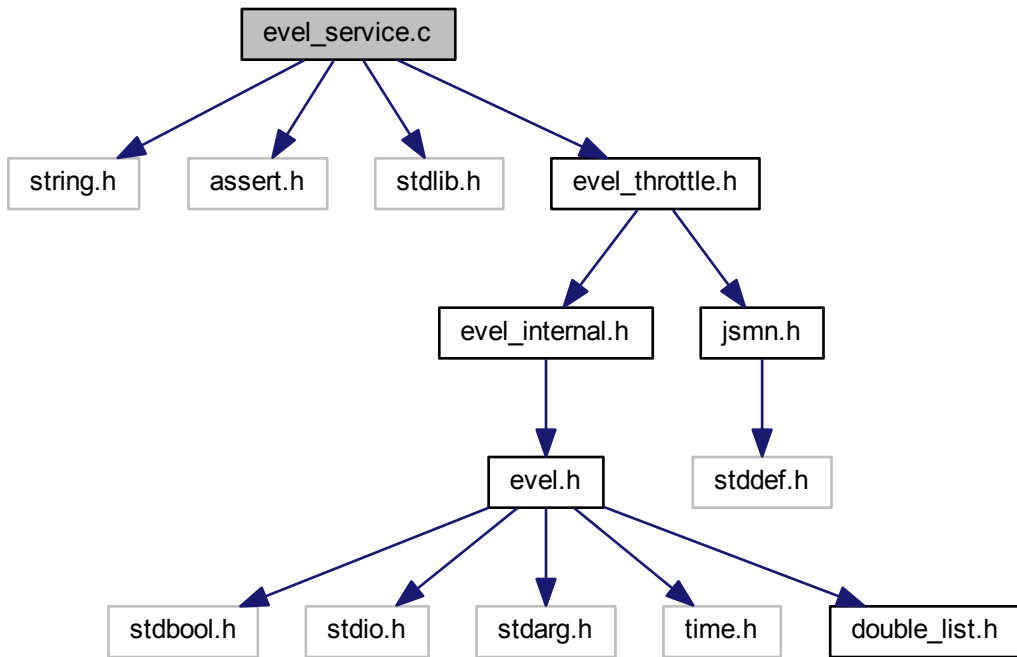 evel_service.c
string.h
assert.h
stdlib.h
evel_throttle.h
evel_internal.h
jsmn.h
evel.h
stddef.h
stdbool.h
stdio.h
stdarg.h
time.h
double_list.h